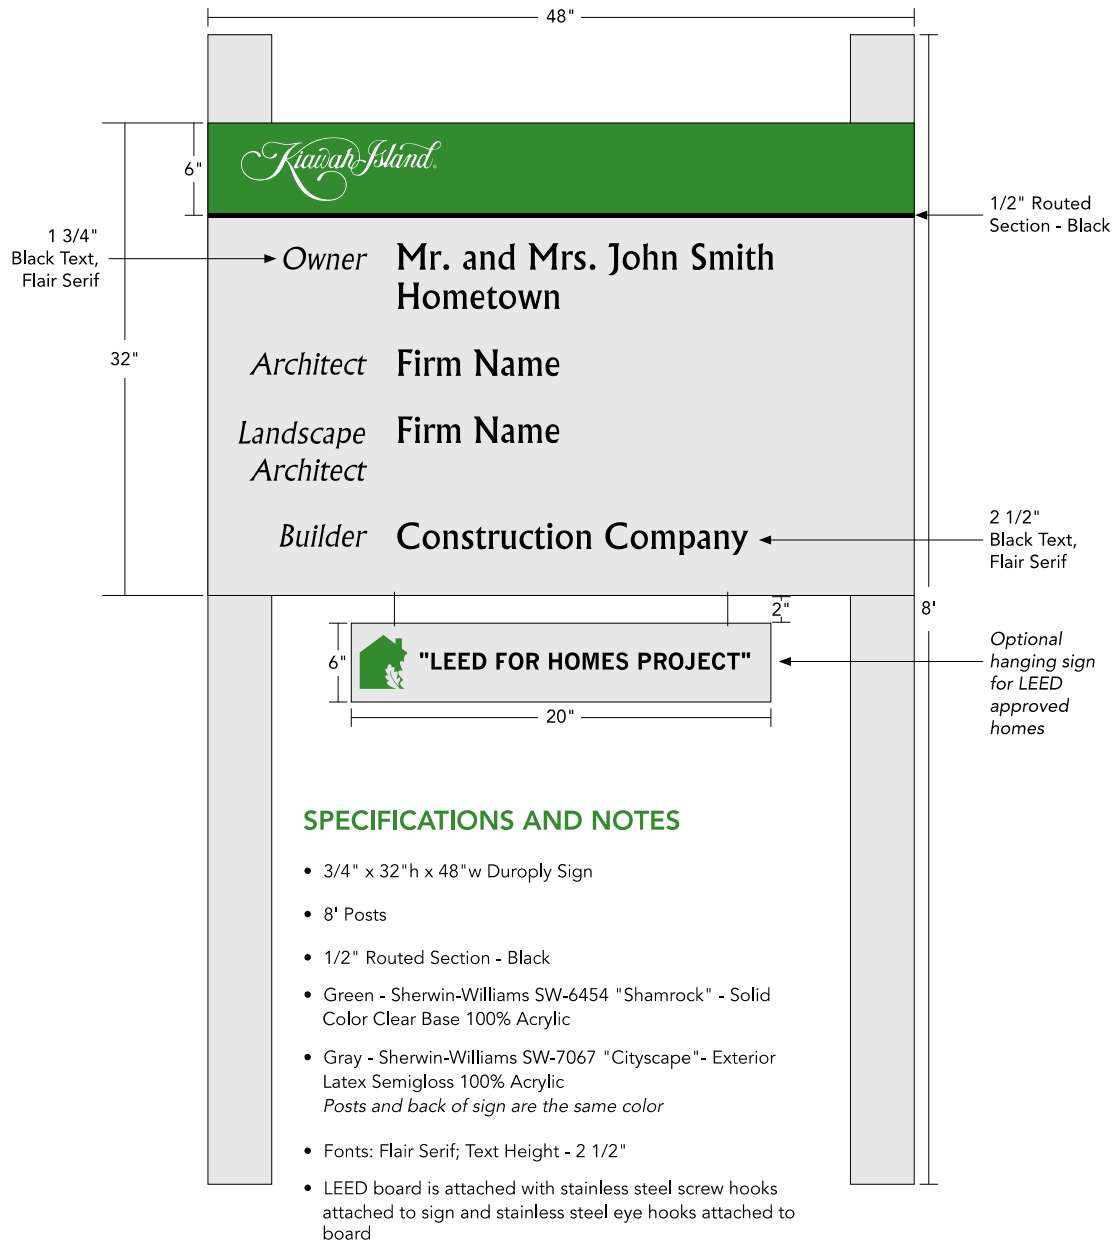 48"
Kiawah Island®
6"
1/2" Routed
Section - Black
1 3/4"
Black Text,
Flair Serif
Owner Mr. and Mrs. John Smith
Hometown
32"
Architect Firm Name
Landscape Firm Name
Architect
2 1/2"
Black Text,
Flair Serif
Builder Construction Company
2"
8'
Optional
hanging sign
for LEED
approved
homes
6"
"LEED FOR HOMES PROJECT"
20"
SPECIFICATIONS AND NOTES
• 3/4" x 32"h x 48"w Duroply Sign
• 8' Posts
• 1/2" Routed Section - Black
• Green - Sherwin-Williams SW-6454 "Shamrock" - Solid
Color Clear Base 100% Acrylic
• Gray - Sherwin-Williams SW-7067 "Cityscape"- Exterior
Latex Semigloss 100% Acrylic
Posts and back of sign are the same color
• Fonts: Flair Serif; Text Height - 2 1/2"
• LEED board is attached with stainless steel screw hooks
attached to sign and stainless steel eye hooks attached to
board